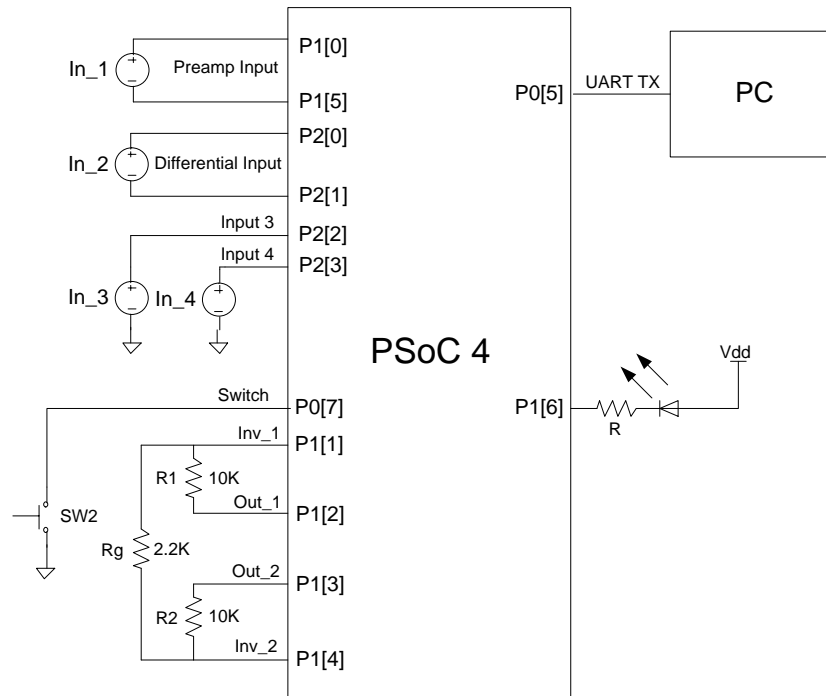 In_1
Preamp Input
P1[0]
P1[5]
In_2
Differential Input
P2[0]
P2[1]
Input 3
P2[2]
Input 4
P2[3]
In_3
In_4
PSoC 4
P0[5]
UART TX
PC
Vdd
P1[6]
R
Switch
P0[7]
Inv_1
P1[1]
R1
10K
Out_1
P1[2]
SW2
Rg
2.2K
Out_2
P1[3]
R2
10K
Inv_2
P1[4]